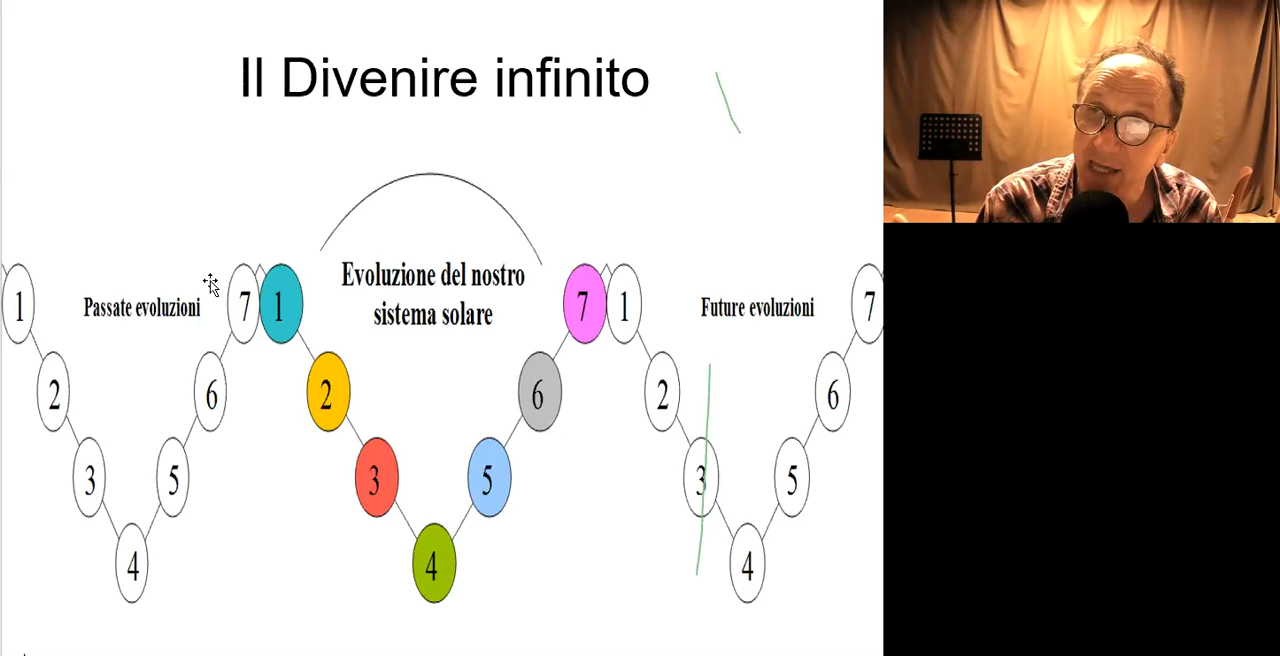 Il Divenire infinito
Evoluzione del nostro
sistema solare
Passate evoluzioni
Future evoluzioni
1 7 1 7 1 7
2 6 2 6 2 6
3 5 3 5 3 5
4 4 4